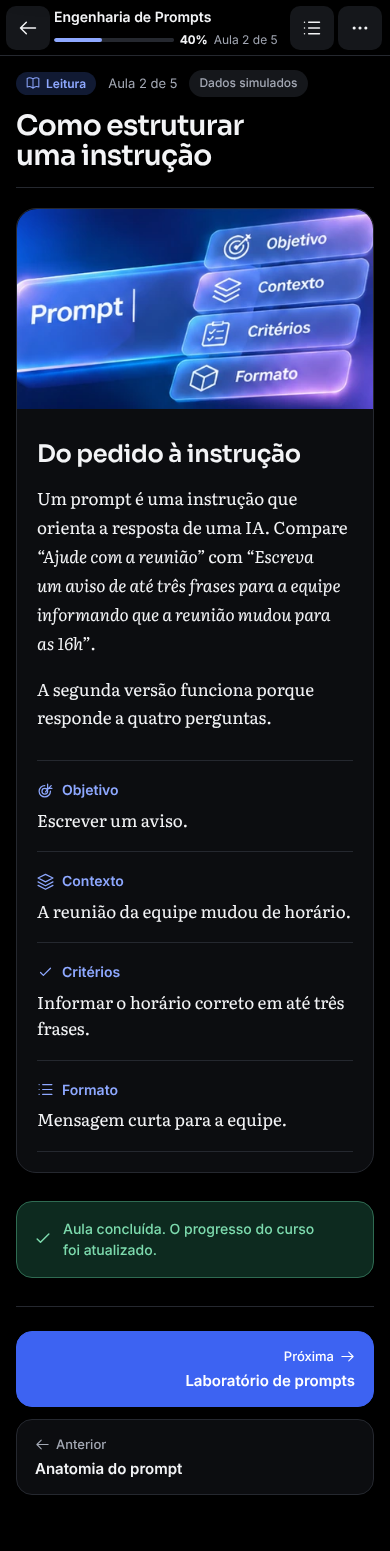 Engenharia de Prompts
40% Aula 2 de 5
Leitura
Aula 2 de 5
Dados simulados
Como estruturar
uma instrução
Prompt
Objetivo
Contexto
Critérios
Formato
Do pedido à instrução
Um prompt é uma instrução que
orienta a resposta de uma IA. Compare
“Ajude com a reunião” com “Escreva
um aviso de até três frases para a equipe
informando que a reunião mudou para
as 16h”.
A segunda versão funciona porque
responde a quatro perguntas.
Objetivo
Escrever um aviso.
Contexto
A reunião da equipe mudou de horário.
Critérios
Informar o horário correto em até três
frases.
Formato
Mensagem curta para a equipe.
Aula concluída. O progresso do curso
foi atualizado.
Próxima
Laboratório de prompts
Anterior
Anatomia do prompt